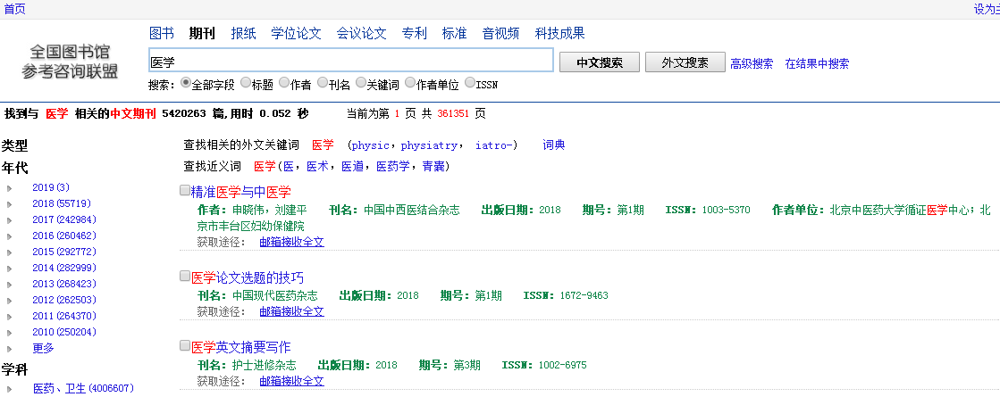 首页 设为主
全国图书馆
参考咨询联盟
图书 期刊 报纸 学位论文 会议论文 专利 标准 音视频 科技成果
医学 中文搜索 外文搜索 高级搜索 在结果中搜索
搜索: 全部字段 标题 作者 刊名 关键词 作者单位 ISSN
找到与 医学 相关的中文期刊 5420263 篇,用时 0.052 秒 当前为第 1 页 共 361351 页
类型
年代
2019(3)
2018(55719)
2017(242984)
2016(260462)
2015(292772)
2014(282999)
2013(268423)
2012(262503)
2011(264370)
2010(250204)
更多
学科
医药、卫生(4006607)
查找相关的外文关键词 医学 (physic, physiatry, iatro-) 词典
查找近义词 医学(医, 医术, 医道, 医药学, 青囊)
精准医学与中医学
作者：申晓伟，刘建平 刊名：中国中西医结合杂志 出版日期：2018 期号：第1期 ISSN：1003-5370 作者单位：北京中医药大学循证医学中心；北
京市丰台区妇幼保健院
获取途径： 邮箱接收全文
医学论文选题的技巧
刊名：中国现代医药杂志 出版日期：2018 期号：第1期 ISSN：1672-9463
获取途径： 邮箱接收全文
医学英文摘要写作
刊名：护士进修杂志 出版日期：2018 期号：第3期 ISSN：1002-6975
获取途径： 邮箱接收全文